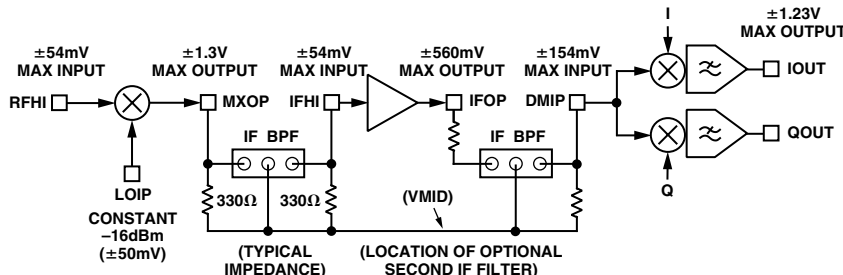 ±54mV
MAX INPUT
±1.3V
MAX OUTPUT
±54mV
MAX INPUT
±560mV
MAX OUTPUT
±154mV
MAX INPUT
I
±1.23V
MAX OUTPUT
RFHI
MXOP
IFHI
IFOP
DMIP
IOUT
QOUT
Q
IF BPF
IF BPF
LOIP
CONSTANT
–16dBm
(±50mV)
330Ω
330Ω
(VMID)
(TYPICAL
IMPEDANCE)
(LOCATION OF OPTIONAL
SECOND IF FILTER)